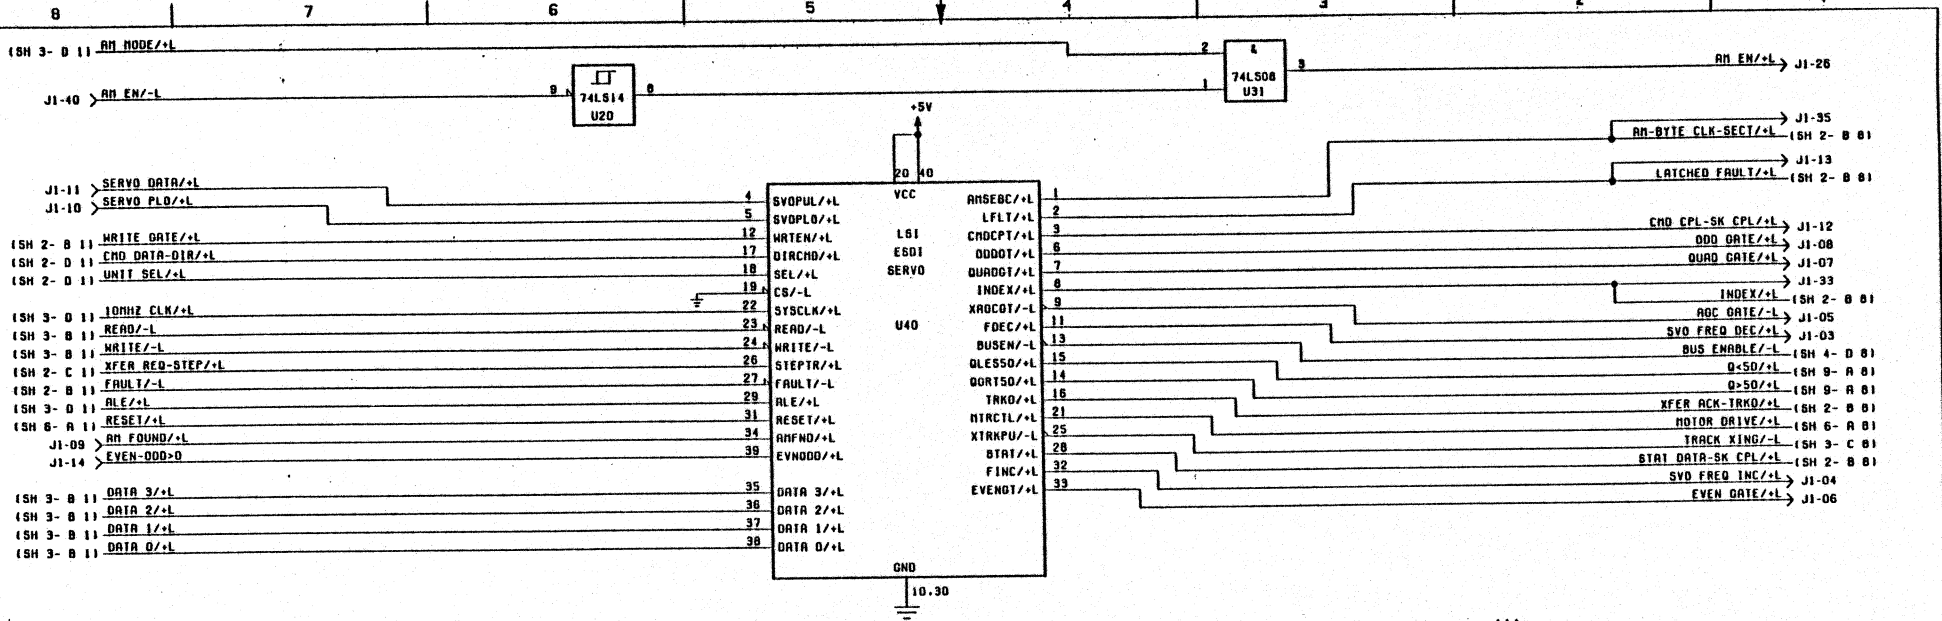 8 7 6 5 4 3
(SH 3- D 1) AM MODE/+L 2 &
AM EN/+L J1-26
J1-40 AM EN/-L 9 74LS14 8 1 74LS08 3
U20 U31
+5V
J1-35
AM-BYTE CLK-SECT/+L (SH 2- B 8)
J1-13
LATCHED FAULT/+L (SH 2- B 8)
20 40
VCC
LSI
ESDI
SERVO
U40
GND
10.30
J1-11 SERVO DATA/+L 4 SVOPUL/+L
J1-10 SERVO PLO/+L 5 SVOPLO/+L
(SH 2- B 1) WRITE GATE/+L 12 WRTEN/+L
(SH 2- D 1) CMD DATA-DIR/+L 17 DIRCMD/+L
(SH 2- D 1) UNIT SEL/+L 18 SEL/+L
19 CS/-L
(SH 3- D 1) 10MHZ CLK/+L 22 SYSCLK/+L
(SH 3- B 1) READ/-L 23 READ/-L
(SH 3- B 1) WRITE/-L 24 WRITE/-L
(SH 2- C 1) XFER REQ-STEP/+L 26 STEPTR/+L
(SH 2- B 1) FAULT/-L 27 FAULT/-L
(SH 3- D 1) ALE/+L 29 ALE/+L
(SH 6- A 1) RESET/+L 31 RESET/+L
J1-09 AM FOUND/+L 34 AMFND/+L
J1-14 EVEN-ODD>0 39 EVNODD/+L
(SH 3- B 1) DATA 3/+L 35 DATA 3/+L
(SH 3- B 1) DATA 2/+L 36 DATA 2/+L
(SH 3- B 1) DATA 1/+L 37 DATA 1/+L
(SH 3- B 1) DATA 0/+L 38 DATA 0/+L
AMSEBC/+L 1
LFLT/+L 2
CMDCPT/+L 3 CMD CPL-SK CPL/+L J1-12
ODDGT/+L 6 ODD GATE/+L J1-08
QUADGT/+L 7 QUAD GATE/+L J1-07
INDEX/+L 8 J1-33
INDEX/+L (SH 2- B 8)
XAGCGT/-L 9 AGC GATE/-L J1-05
FDEC/+L 11 SVO FREQ DEC/+L J1-03
BUSEN/-L 13 BUS ENABLE/-L (SH 4- D 8)
QLES50/+L 15 Q<50/+L (SH 9- A 8)
QGRT50/+L 14 Q>50/+L (SH 9- A 8)
TRK0/+L 16 XFER ACK-TRK0/+L (SH 2- B 8)
MTRCTL/+L 21 MOTOR DRIVE/+L (SH 6- A 8)
XTRKPU/-L 25 TRACK XING/-L (SH 3- C 8)
STAT/+L 28 STAT DATA-SK CPL/+L (SH 2- B 8)
FINC/+L 32 SVO FREQ INC/+L J1-04
EVENGT/+L 33 EVEN GATE/+L J1-06